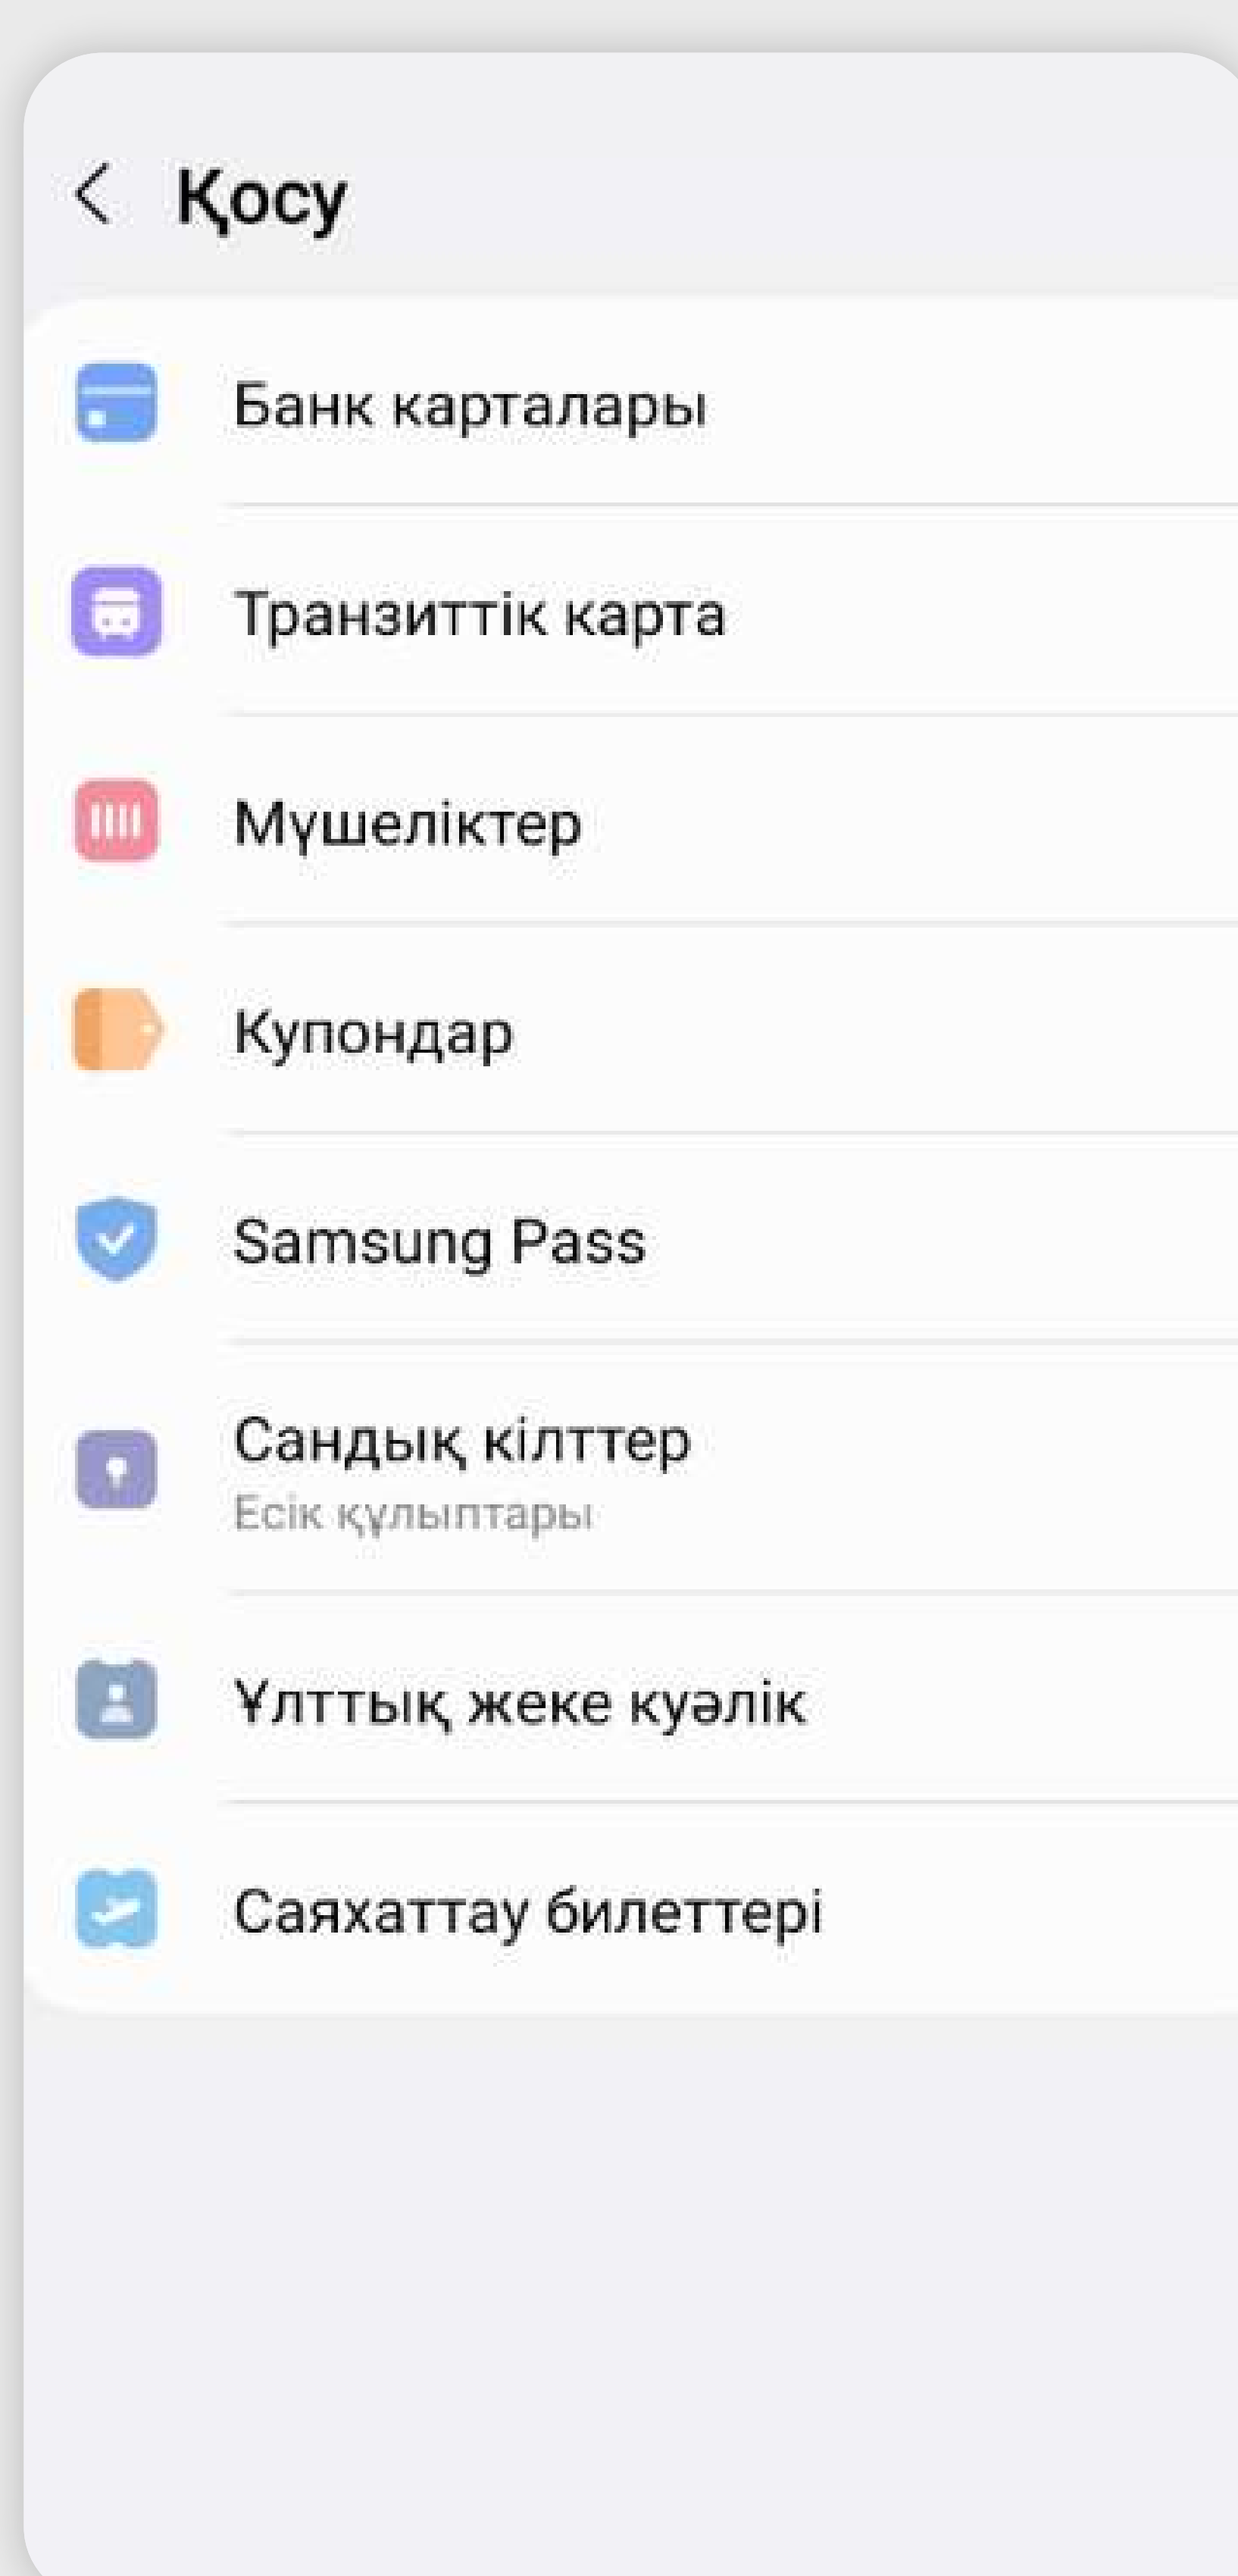 Қосу
Банк карталары
Транзиттік карта
Мүшеліктер
Купондар
Samsung Pass
Сандық кілттер
Есік құлыптары
Ұлттық жеке куәлік
Саяхаттау билеттері